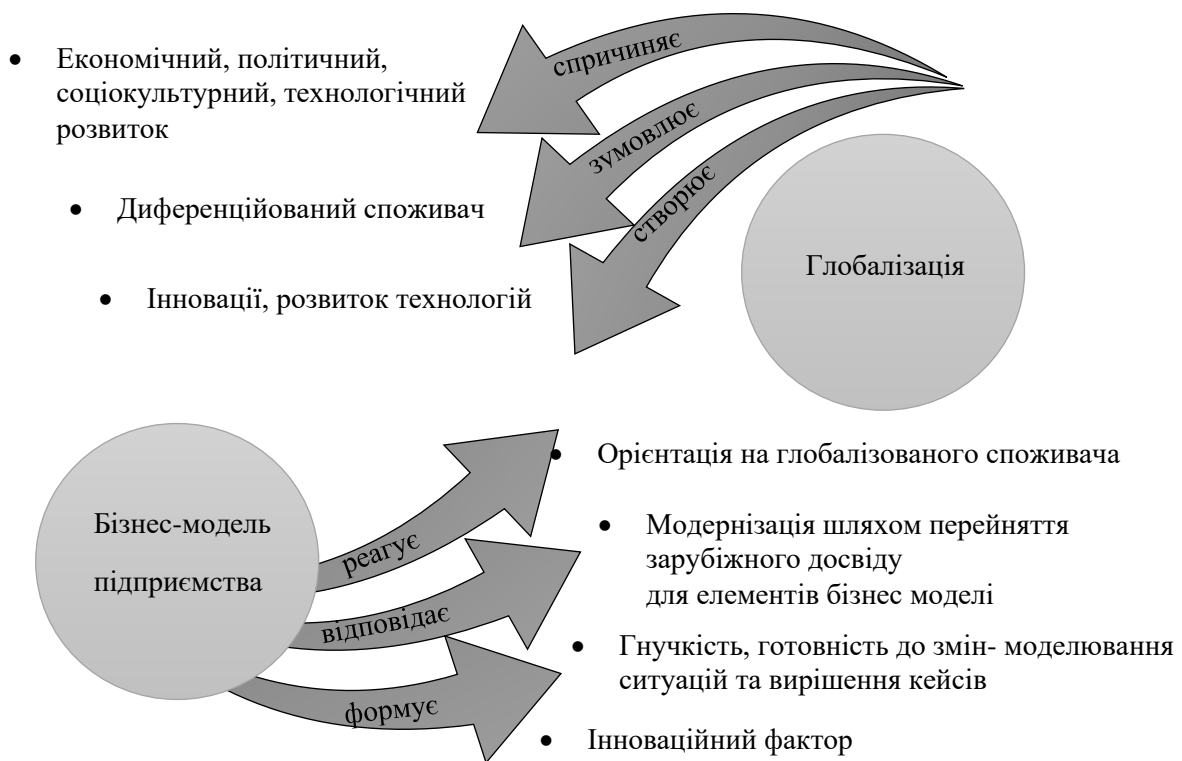 спричиняє
• Економічний, політичний,
соціокультурний, технологічний
розвиток
зумовлює
• Диференційований споживач
створює
• Інновації, розвиток технологій
Глобалізація
Бізнес-модель
підприємства
реагує
• Орієнтація на глобалізованого споживача
• Модернізація шляхом перейняття
зарубіжного досвіду
для елементів бізнес моделі
відповідає
• Гнучкість, готовність до змін- моделювання
ситуацій та вирішення кейсів
формує
• Інноваційний фактор